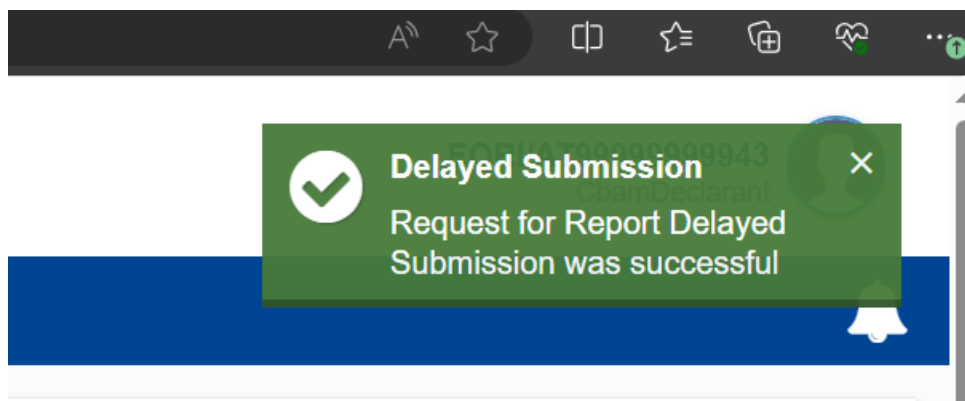 Delayed Submission
CbamDeclarant
Request for Report Delayed
Submission was successful